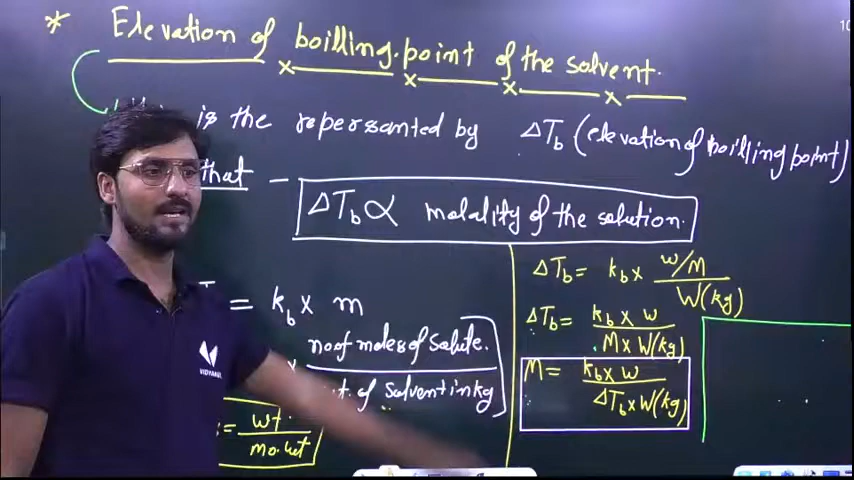 * Elevation of boilling point of the solvent.
is the repersanted by ΔTb (elevation of boilling point)
that -
ΔTb ∝ molality of the solution.
= kb x m
no of moles of Solute.
of Solvent in kg
= wt.
mo. wt
ΔTb = kb x w/M
W(kg)
ΔTb = kb x w
M x W(kg)
M = kb x w
ΔTb x W(kg)
VIDYAKUL
10